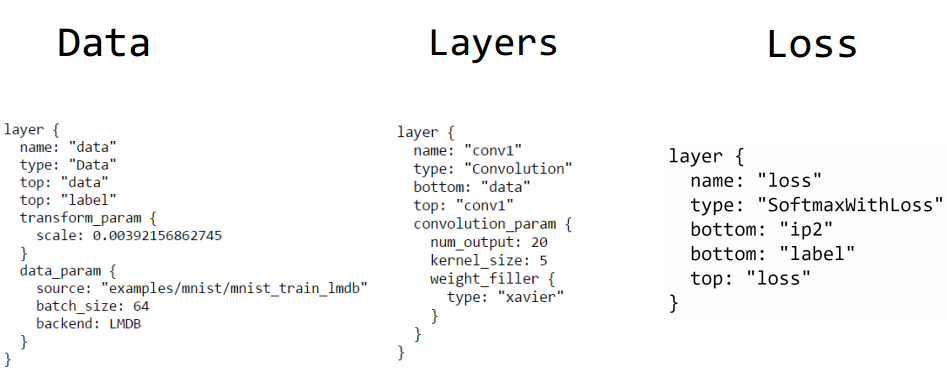 Data
layer {
  name: "data"
  type: "Data"
  top: "data"
  top: "label"
  transform_param {
    scale: 0.00392156862745
  }
  data_param {
    source: "examples/mnist/mnist_train_lmdb"
    batch_size: 64
    backend: LMDB
  }
}
Layers
layer {
  name: "conv1"
  type: "Convolution"
  bottom: "data"
  top: "conv1"
  convolution_param {
    num_output: 20
    kernel_size: 5
    weight_filler {
      type: "xavier"
    }
  }
}
Loss
layer {
  name: "loss"
  type: "SoftmaxWithLoss"
  bottom: "ip2"
  bottom: "label"
  top: "loss"
}